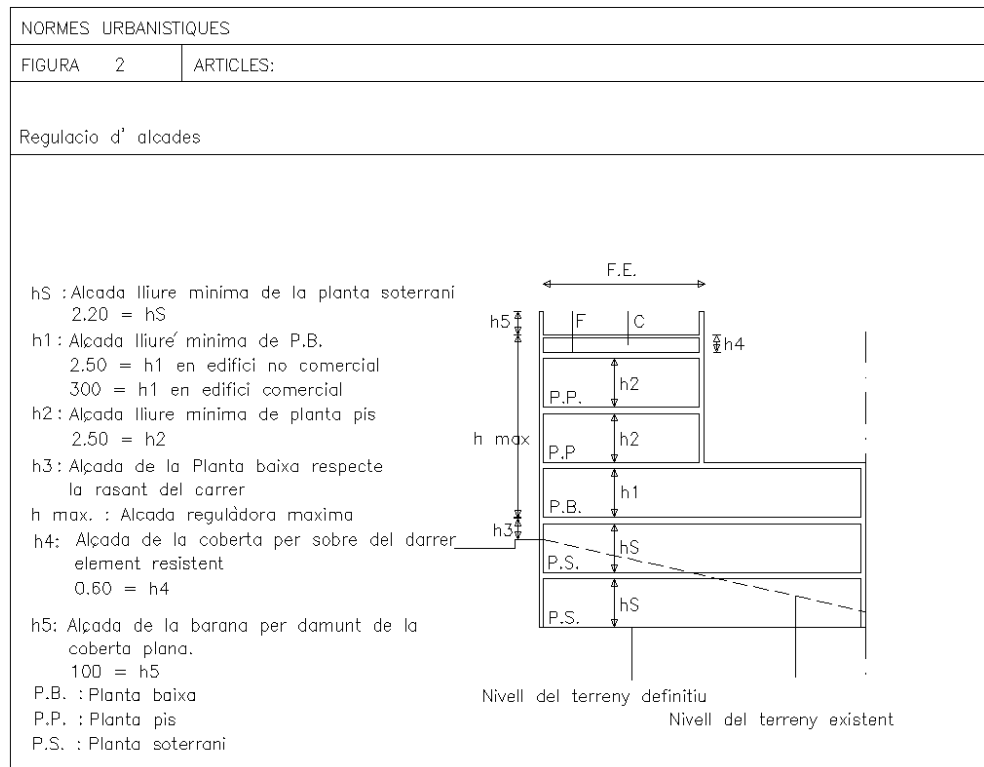 NORMES URBANISTIQUES
FIGURA 2 ARTICLES:
Regulacio d' alcades
hS : Alcada lliure minima de la planta soterrani
2.20 = hS
h1 : Alçada lliure´ minima de P.B.
2.50 = h1 en edifici no comercial
300 = h1 en edifici comercial
h2 : Alçada lliure minima de planta pis
2.50 = h2
h3 : Alçada de la Planta baixa respecte
la rasant del carrer
h max. : Alcada regulàdora maxima
h4: Alçada de la coberta per sobre del darrer
element resistent
0.60 = h4
h5: Alçada de la barana per damunt de la
coberta plana.
100 = h5
P.B. : Planta baixa
P.P. : Planta pis
P.S. : Planta soterrani
F.E.
h5 F C h4
P.P. h2
h max P.P h2
P.B. h1
h3
P.S. hS
P.S. hS
Nivell del terreny definitiu
Nivell del terreny existent